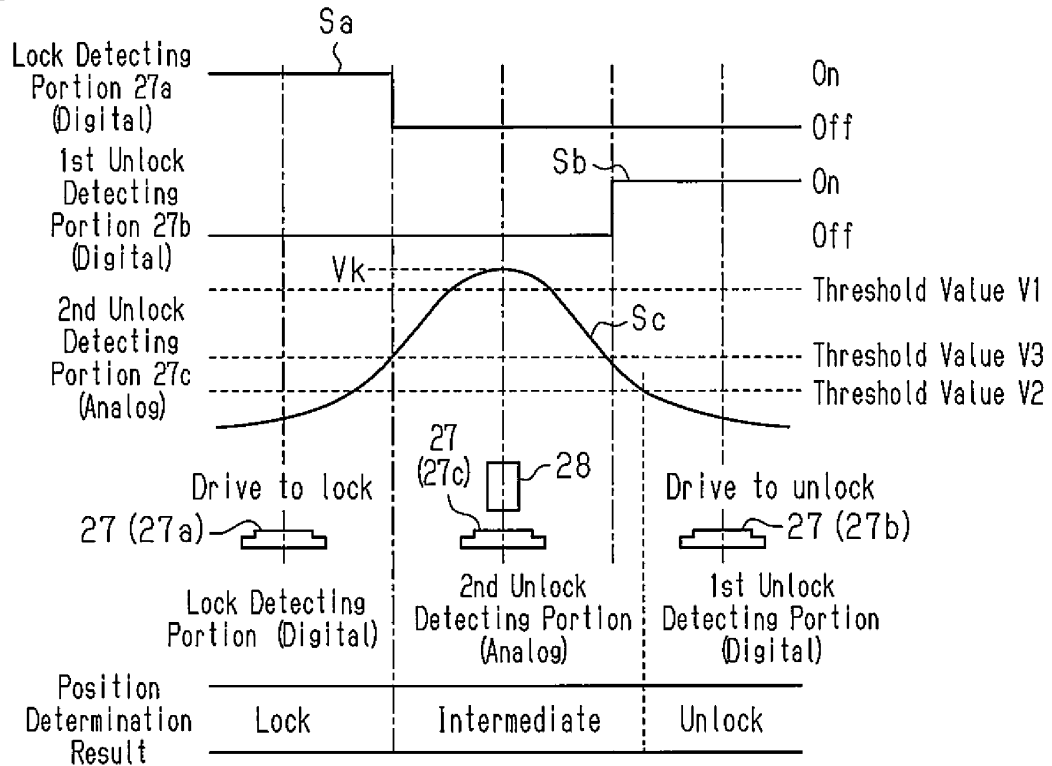 Sa
Lock Detecting
Portion 27a
(Digital)
On
Off
1st Unlock
Detecting
Portion 27b
(Digital)
Sb
On
Off
Vk
Threshold Value V1
2nd Unlock
Detecting
Portion 27c
(Analog)
Sc
Threshold Value V3
Threshold Value V2
27
(27c)
28
Drive to lock
Drive to unlock
27 (27a)
27 (27b)
Lock Detecting
Portion (Digital)
2nd Unlock
Detecting Portion
(Analog)
1st Unlock
Detecting Portion
(Digital)
Position
Determination
Result
Lock
Intermediate
Unlock